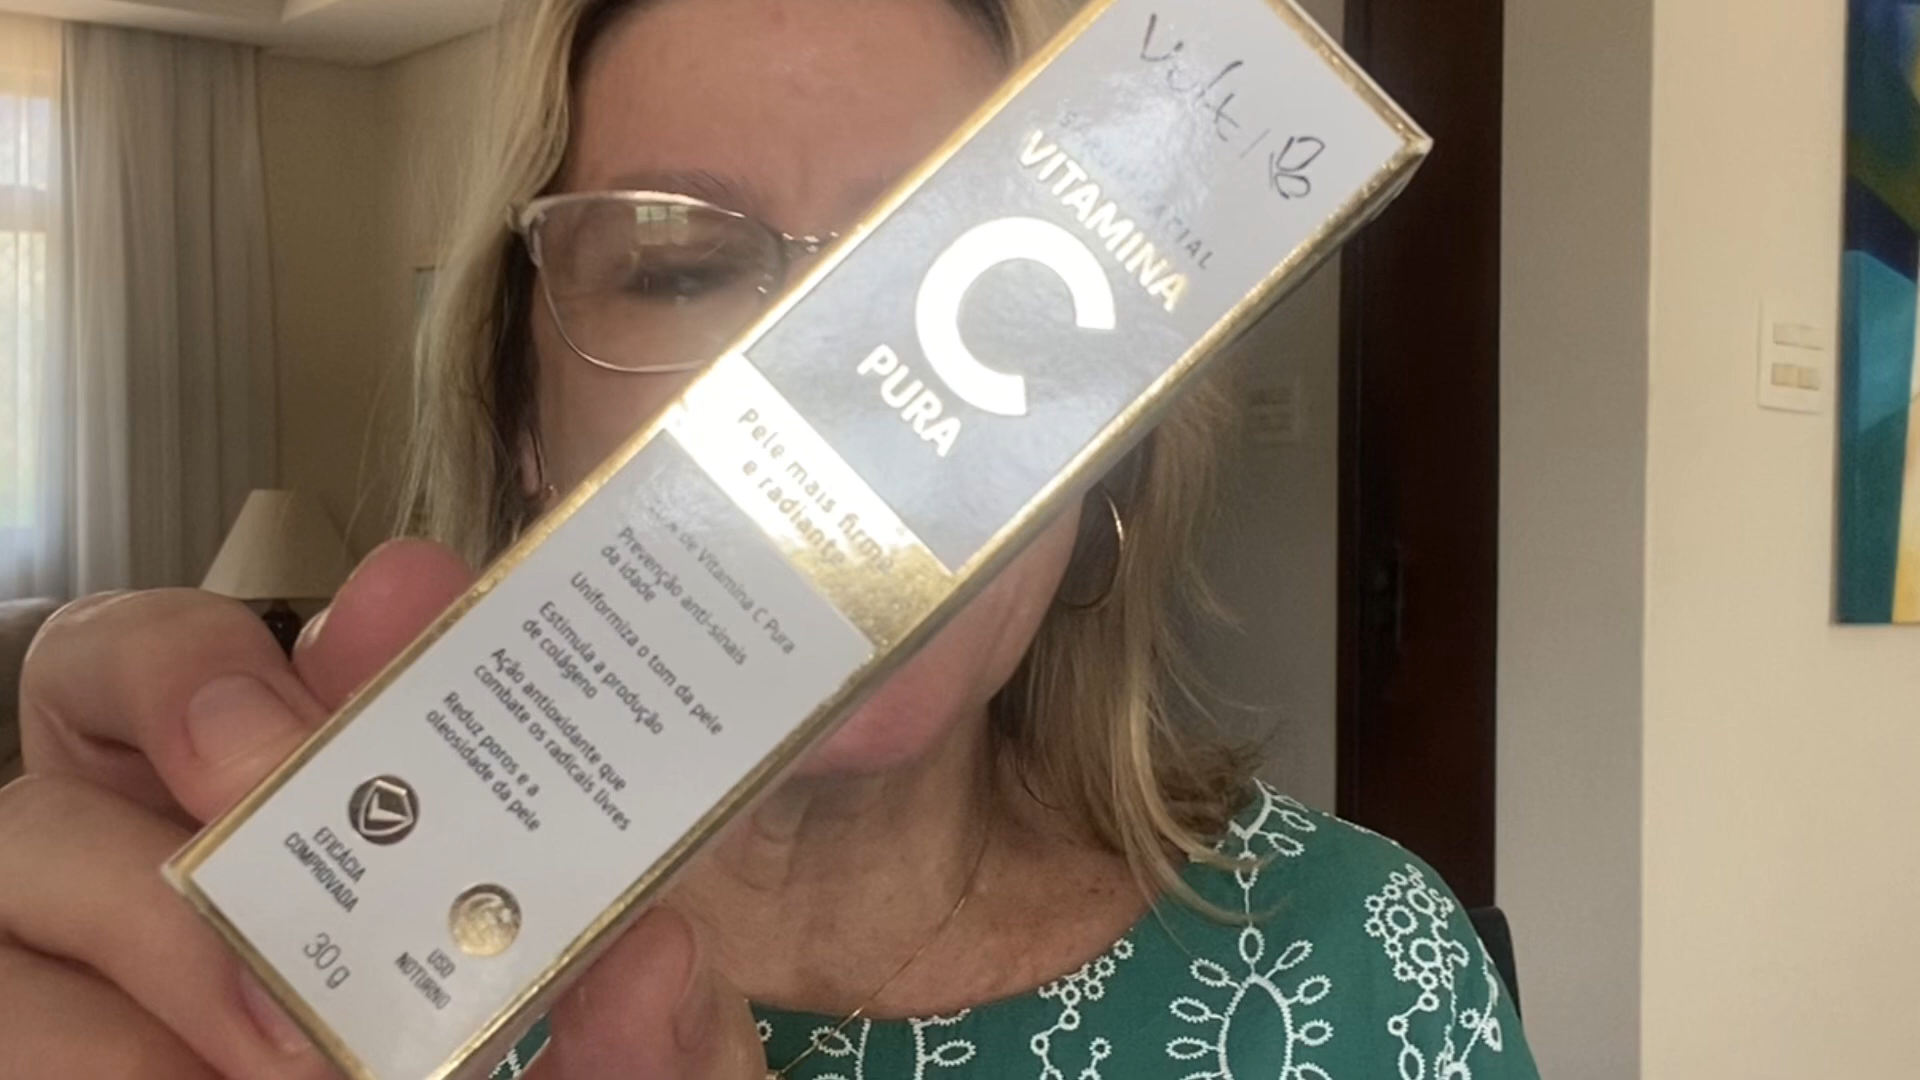 VITAMINA
C
PURA
Pele mais firme
e radiante
de Vitamina C Pura
Prevenção anti-sinais
da idade
Uniformiza o tom da pele
Estimula a produção
de colágeno
Ação antioxidante que
combate os radicais livres
Reduz poros e a
oleosidade da pele
EFICÁCIA
COMPROVADA
USO
NOTURNO
30 g